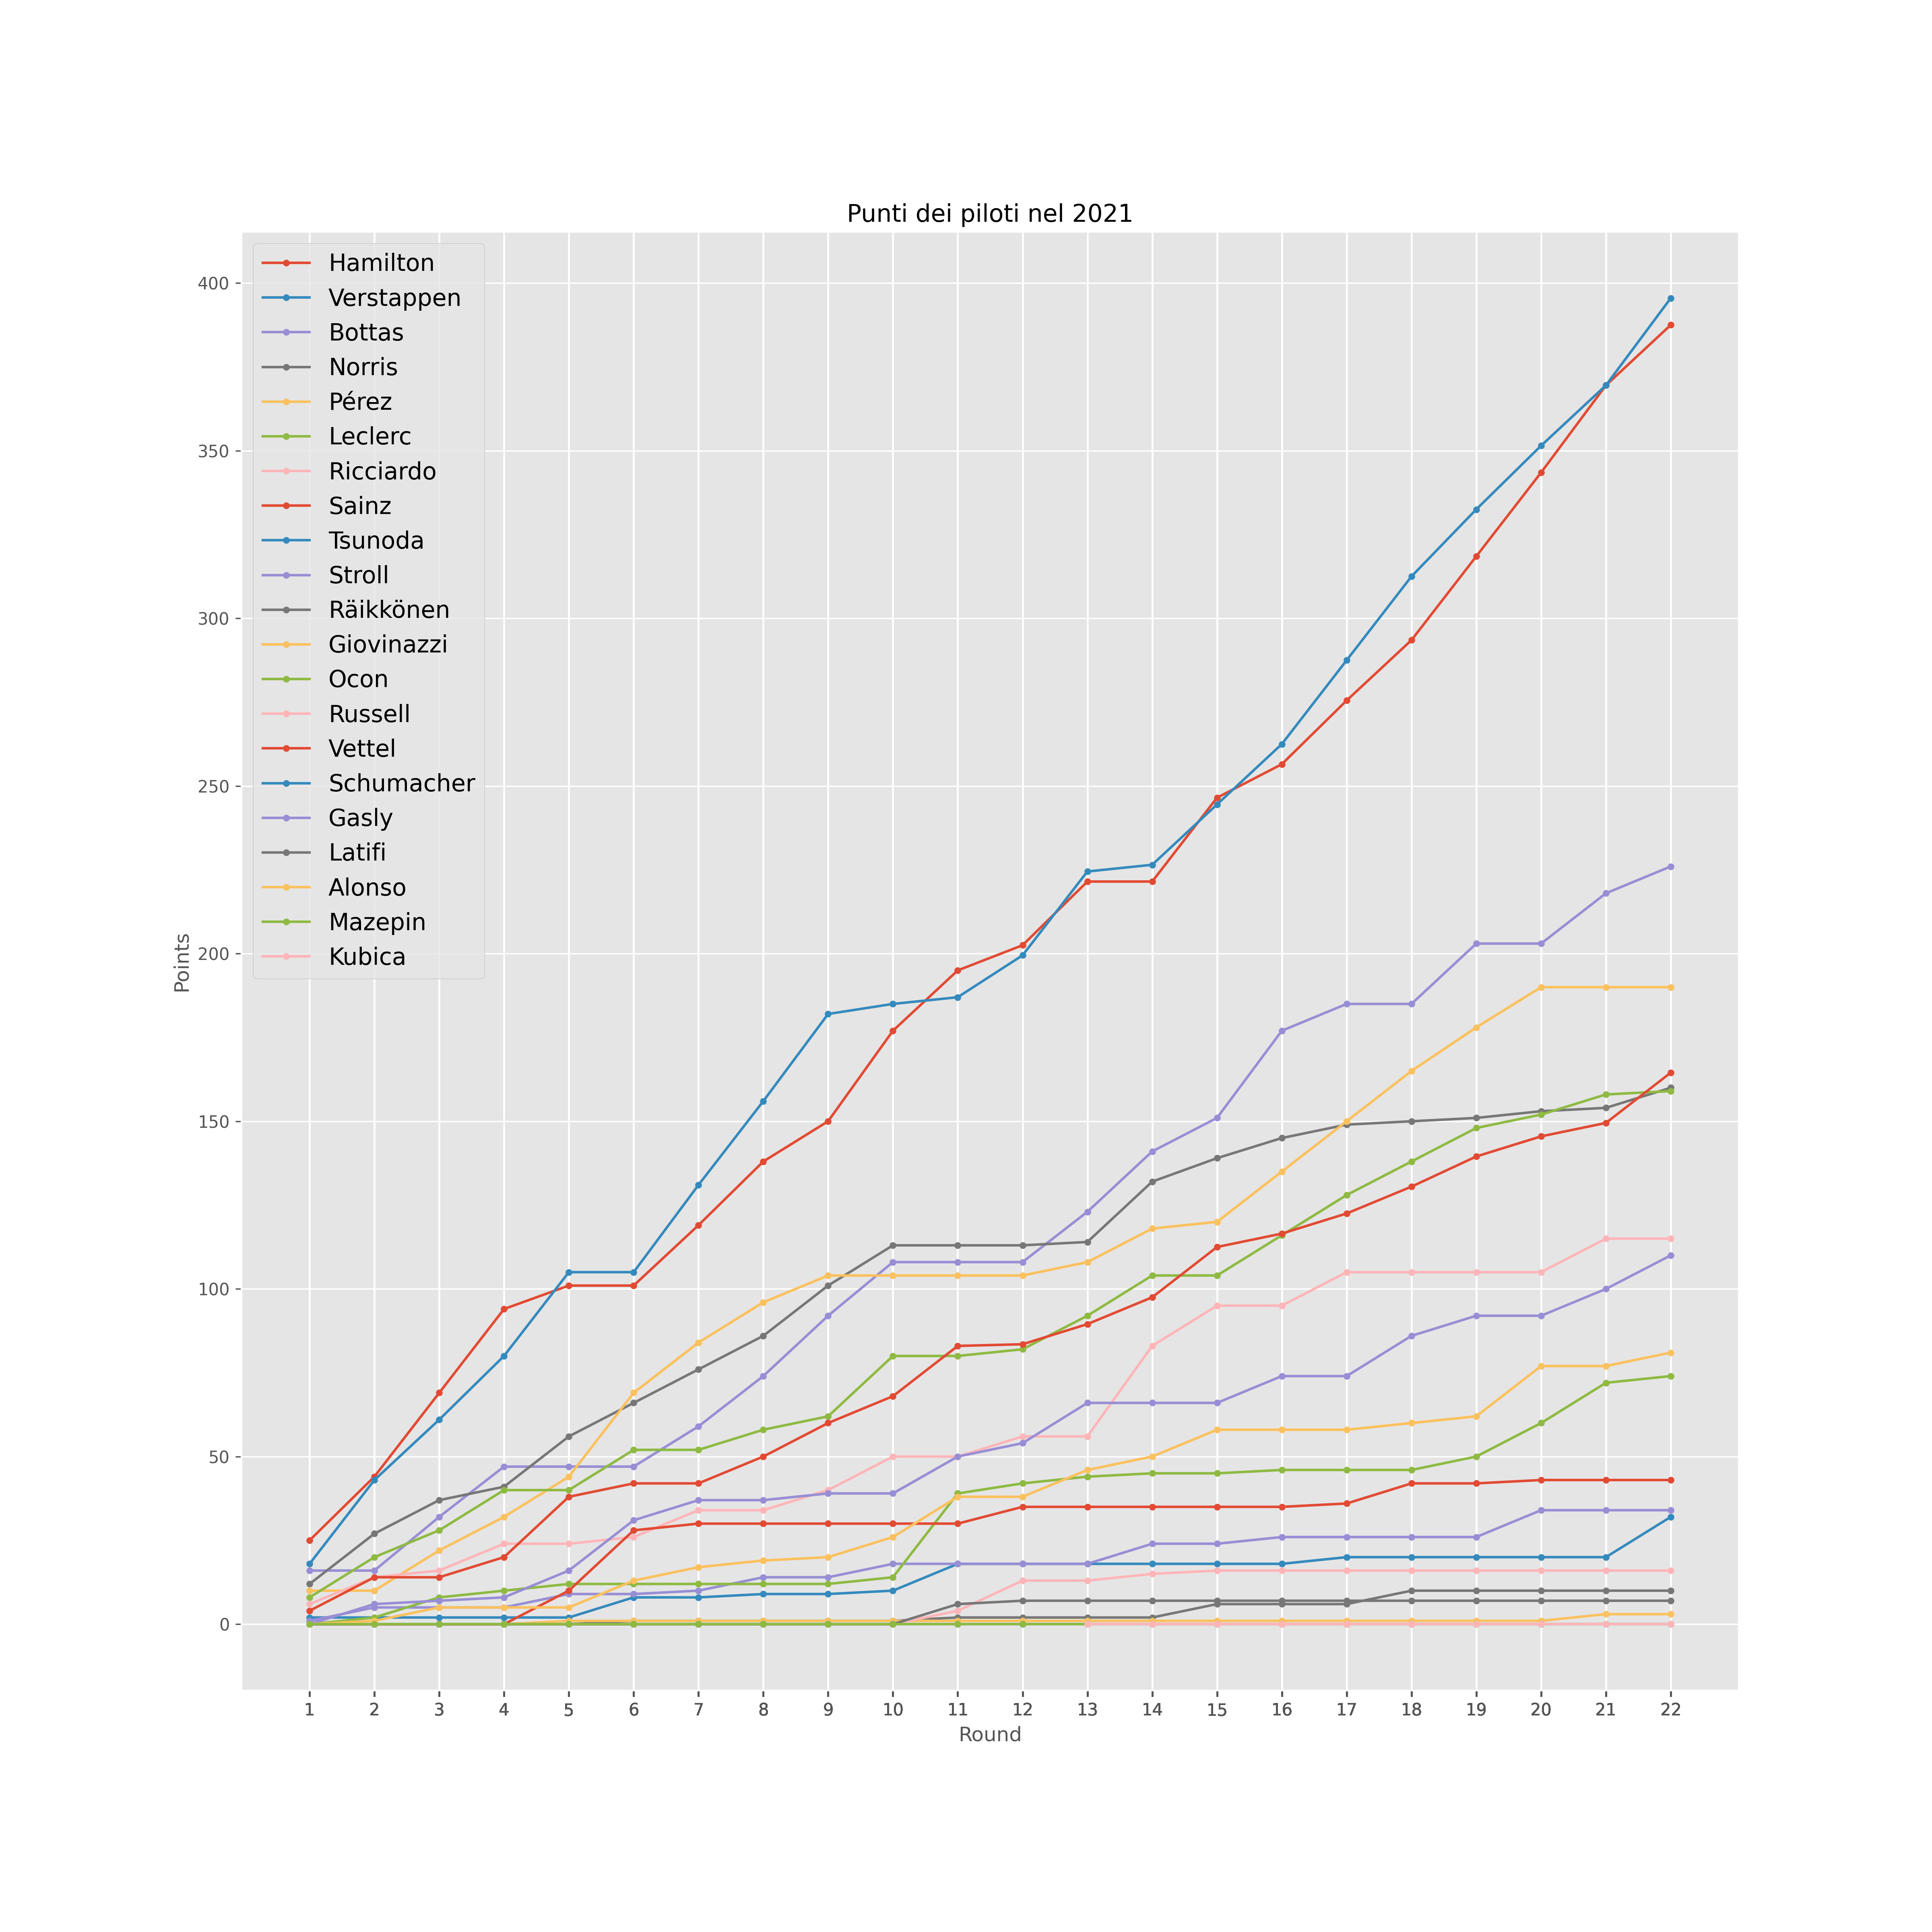 Punti dei piloti nel 2021
Hamilton
Verstappen
Bottas
Norris
Pérez
Leclerc
Ricciardo
Sainz
Tsunoda
Stroll
Räikkönen
Giovinazzi
Ocon
Russell
Vettel
Schumacher
Gasly
Latifi
Alonso
Mazepin
Kubica
400
350
300
250
200
150
100
50
0
Points
1 2 3 4 5 6 7 8 9 10 11 12 13 14 15 16 17 18 19 20 21 22
Round